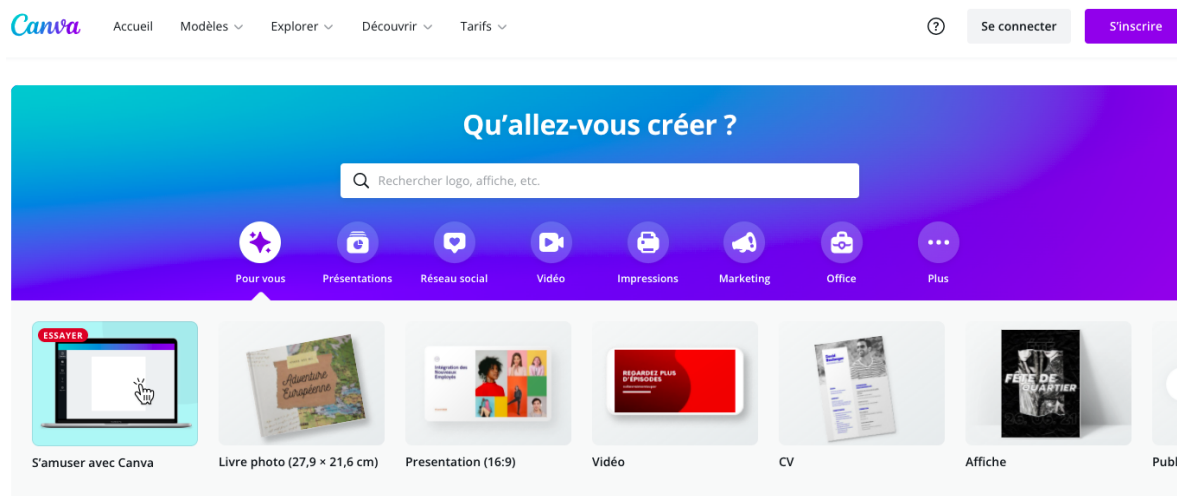 Canva
Accueil
Modèles
Explorer
Découvrir
Tarifs
?
Se connecter
S'inscrire
Qu'allez-vous créer ?
Rechercher logo, affiche, etc.
Pour vous
Présentations
Réseau social
Vidéo
Impressions
Marketing
Office
Plus
ESSAYER
Adventure
Européenne
Intégration des
Nouveaux
Employés
REGARDEZ PLUS
D'ÉPISODES
FÊTE DE
QUARTIER
S'amuser avec Canva
Livre photo (27,9 × 21,6 cm)
Presentation (16:9)
Vidéo
CV
Affiche
Publ